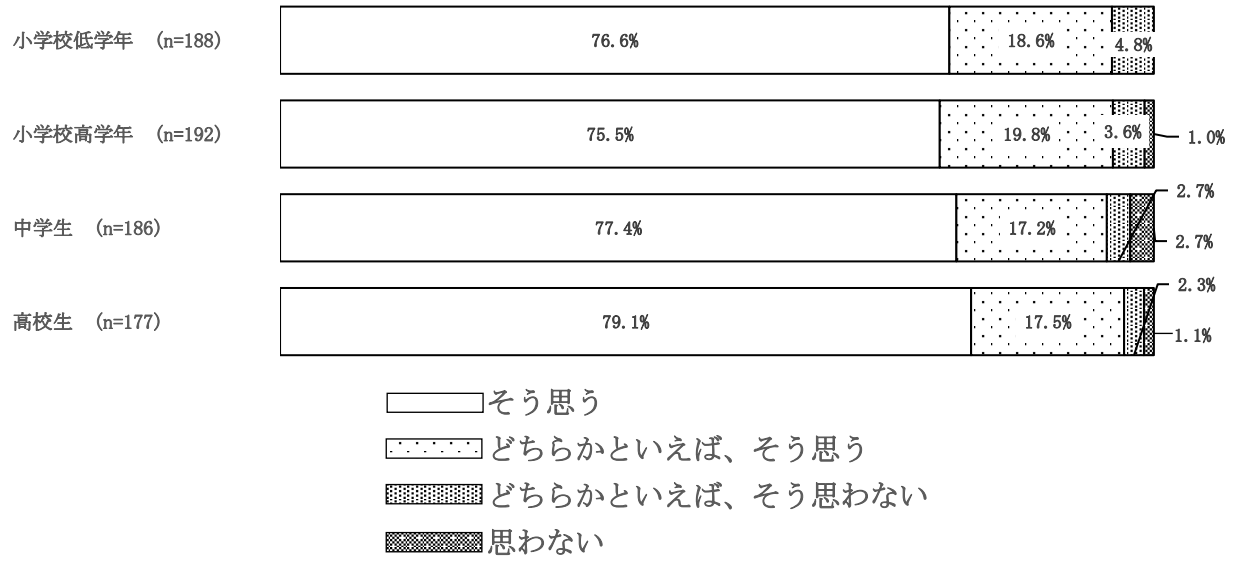 小学校低学年 (n=188) 76.6% 18.6% 4.8%
小学校高学年 (n=192) 75.5% 19.8% 3.6% 1.0%
中学生 (n=186) 77.4% 17.2% 2.7% 2.7%
高校生 (n=177) 79.1% 17.5% 2.3% 1.1%
そう思う
どちらかといえば、そう思う
どちらかといえば、そう思わない
思わない